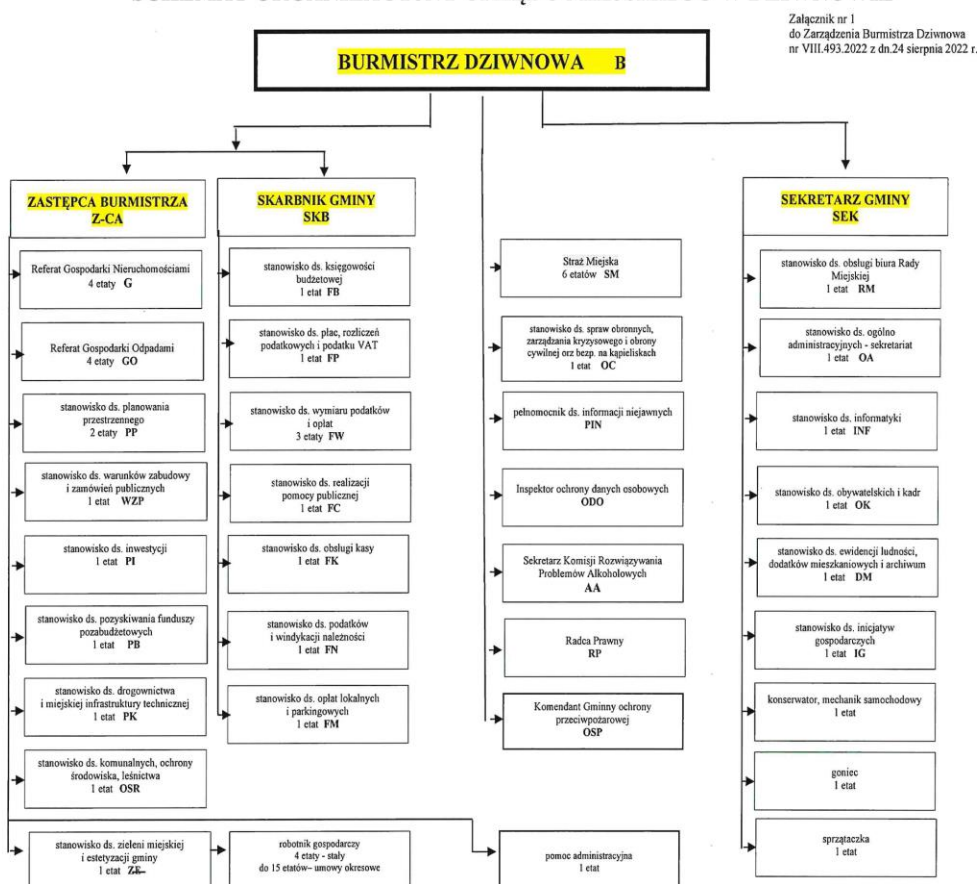 Załącznik nr 1
do Zarządzenia Burmistrza Dziwnowa
nr VIII.493.2022 z dn.24 sierpnia 2022 r.
BURMISTRZ DZIWNOWA B
ZASTĘPCA BURMISTRZA
Z-CA
Referat Gospodarki Nieruchomościami
4 etaty G
Referat Gospodarki Odpadami
4 etaty GO
stanowisko ds. planowania
przestrzennego
2 etaty PP
stanowisko ds. warunków zabudowy
i zamówień publicznych
1 etat WZP
stanowisko ds. inwestycji
1 etat PI
stanowisko ds. pozyskiwania funduszy
pozabudżetowych
1 etat PB
stanowisko ds. drogownictwa
i miejskiej infrastruktury technicznej
1 etat PK
stanowisko ds. komunalnych, ochrony
środowiska, leśnictwa
1 etat OSR
stanowisko ds. zieleni miejskiej
i estetyzacji gminy
1 etat ZE
SKARBNIK GMINY
SKB
stanowisko ds. księgowości
budżetowej
1 etat FB
stanowisko ds. płac, rozliczeń
podatkowych i podatku VAT
1 etat FP
stanowisko ds. wymiaru podatków
i opłat
3 etaty FW
stanowisko ds. realizacji
pomocy publicznej
1 etat FC
stanowisko ds. obsługi kasy
1 etat FK
stanowisko ds. podatków
i windykacji należności
1 etat FN
stanowisko ds. opłat lokalnych
i parkingowych
1 etat FM
robotnik gospodarczy
4 etaty - stały
do 15 etatów– umowy okresowe
Straż Miejska
6 etatów SM
stanowisko ds. spraw obronnych,
zarządzania kryzysowego i obrony
cywilnej orz bezp. na kąpieliskach
1 etat OC
pełnomocnik ds. informacji niejawnych
PIN
Inspektor ochrony danych osobowych
ODO
Sekretarz Komisji Rozwiązywania
Problemów Alkoholowych
AA
Radca Prawny
RP
Komendant Gminny ochrony
przeciwpożarowej
OSP
pomoc administracyjna
1 etat
SEKRETARZ GMINY
SEK
stanowisko ds. obsługi biura Rady
Miejskiej
1 etat RM
stanowisko ds. ogólno
administracyjnych - sekretariat
1 etat OA
stanowisko ds. informatyki
1 etat INF
stanowisko ds. obywatelskich i kadr
1 etat OK
stanowisko ds. ewidencji ludności,
dodatków mieszkaniowych i archiwum
1 etat DM
stanowisko ds. inicjatyw
gospodarczych
1 etat IG
konserwator, mechanik samochodowy
1 etat
goniec
1 etat
sprzątaczka
1 etat